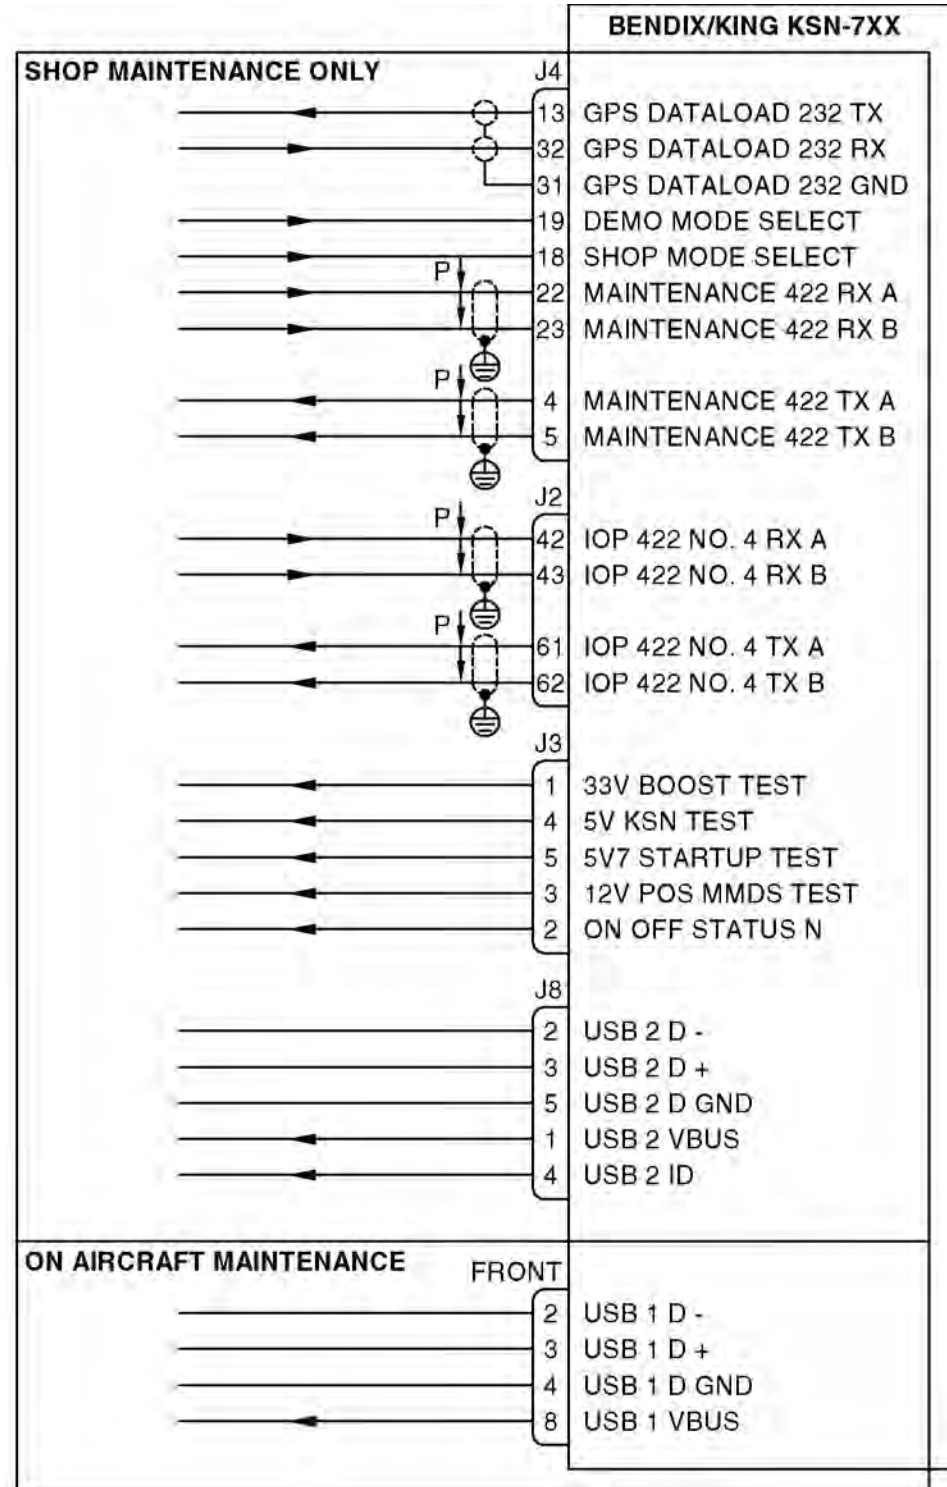 BENDIX/KING KSN-7XX
SHOP MAINTENANCE ONLY
J4
13 GPS DATALOAD 232 TX
32 GPS DATALOAD 232 RX
31 GPS DATALOAD 232 GND
19 DEMO MODE SELECT
18 SHOP MODE SELECT
P
22 MAINTENANCE 422 RX A
23 MAINTENANCE 422 RX B
P
4 MAINTENANCE 422 TX A
5 MAINTENANCE 422 TX B
J2
P
42 IOP 422 NO. 4 RX A
43 IOP 422 NO. 4 RX B
P
61 IOP 422 NO. 4 TX A
62 IOP 422 NO. 4 TX B
J3
1 33V BOOST TEST
4 5V KSN TEST
5 5V7 STARTUP TEST
3 12V POS MMDS TEST
2 ON OFF STATUS N
J8
2 USB 2 D -
3 USB 2 D +
5 USB 2 D GND
1 USB 2 VBUS
4 USB 2 ID
ON AIRCRAFT MAINTENANCE
FRONT
2 USB 1 D -
3 USB 1 D +
4 USB 1 D GND
8 USB 1 VBUS